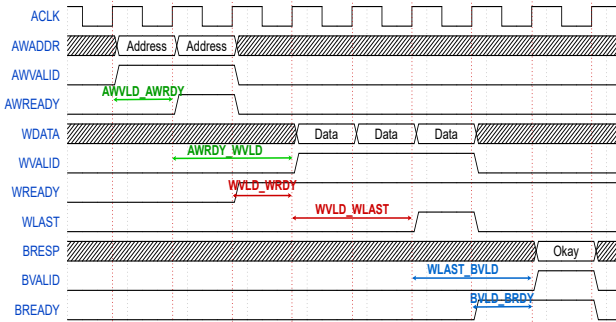 ACLK
AWADDR Address Address
AWVALID
AWVLD_AWRDY
AWREADY
WDATA Data Data Data
AWRDY_WVLD
WVALID
WVLD_WRDY
WREADY
WVLD_WLAST
WLAST
BRESP Okay
WLAST_BVLD
BVALID
BVLD_BRDY
BREADY